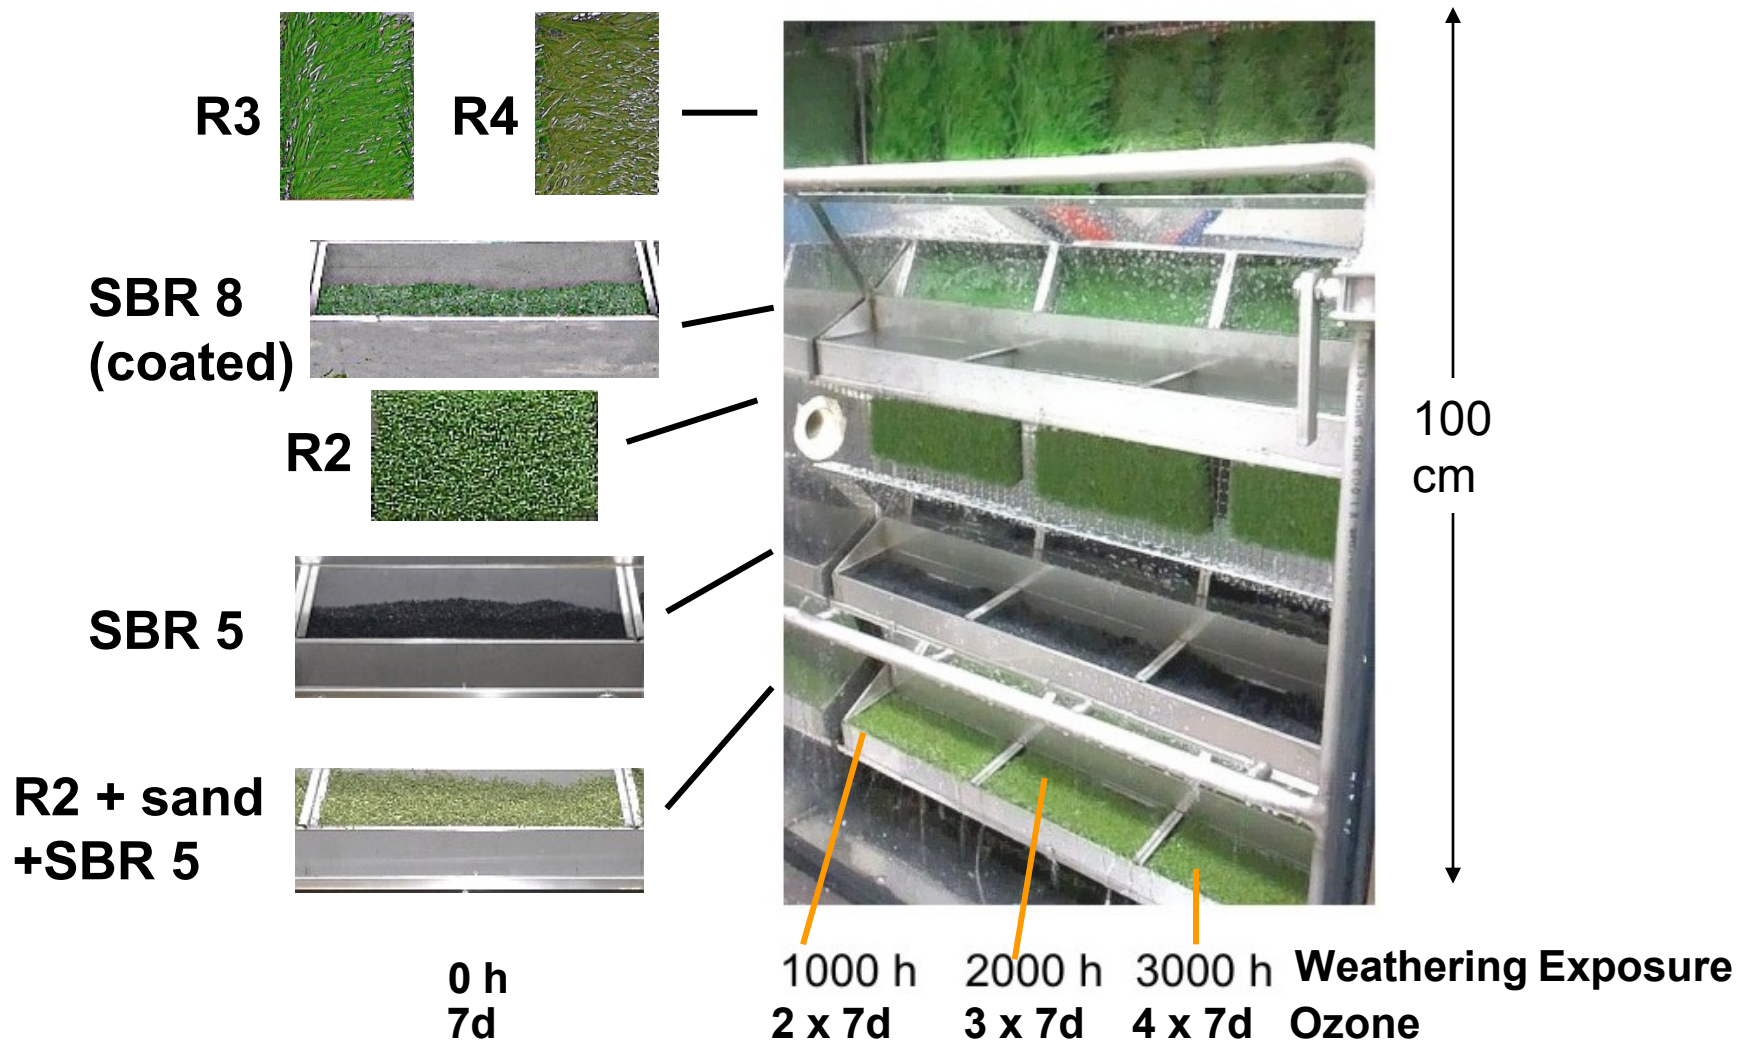 R3
R4
SBR 8
(coated)
R2
SBR 5
R2 + sand
+SBR 5
100
cm
0 h
1000 h
2000 h
3000 h
Weathering Exposure
7d
2 x 7d
3 x 7d
4 x 7d
Ozone